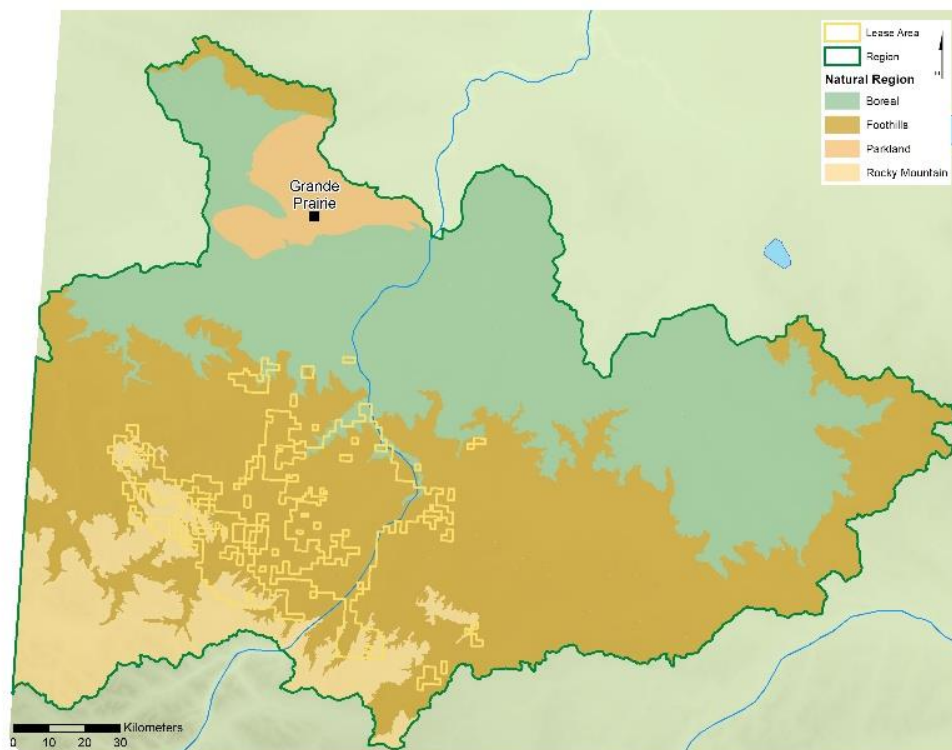 Lease Area
Region
Natural Region
Boreal
Foothills
Parkland
Rocky Mountain
Grande
Prairie
Kilometers
0 10 20 30